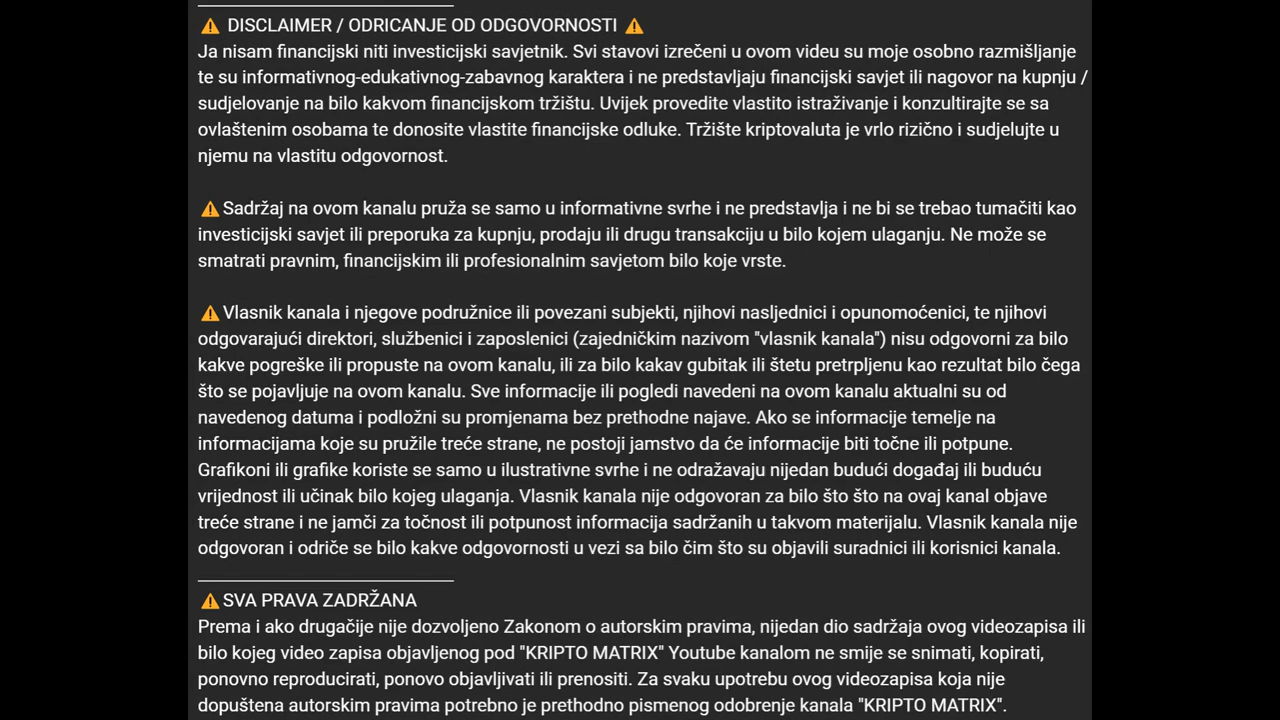 ⚠ DISCLAIMER / ODRICANJE OD ODGOVORNOSTI ⚠
Ja nisam financijski niti investicijski savjetnik. Svi stavovi izrečeni u ovom videu su moje osobno razmišljanje
te su informativnog-edukativnog-zabavnog karaktera i ne predstavljaju financijski savjet ili nagovor na kupnju /
sudjelovanje na bilo kakvom financijskom tržištu. Uvijek provedite vlastito istraživanje i konzultirajte se sa
ovlaštenim osobama te donosite vlastite financijske odluke. Tržište kriptovaluta je vrlo rizično i sudjelujte u
njemu na vlastitu odgovornost.
⚠Sadržaj na ovom kanalu pruža se samo u informativne svrhe i ne predstavlja i ne bi se trebao tumačiti kao
investicijski savjet ili preporuka za kupnju, prodaju ili drugu transakciju u bilo kojem ulaganju. Ne može se
smatrati pravnim, financijskim ili profesionalnim savjetom bilo koje vrste.
⚠Vlasnik kanala i njegove podružnice ili povezani subjekti, njihovi nasljednici i opunomoćenici, te njihovi
odgovarajući direktori, službenici i zaposlenici (zajedničkim nazivom "vlasnik kanala") nisu odgovorni za bilo
kakve pogreške ili propuste na ovom kanalu, ili za bilo kakav gubitak ili štetu pretrpljenu kao rezultat bilo čega
što se pojavljuje na ovom kanalu. Sve informacije ili pogledi navedeni na ovom kanalu aktualni su od
navedenog datuma i podložni su promjenama bez prethodne najave. Ako se informacije temelje na
informacijama koje su pružile treće strane, ne postoji jamstvo da će informacije biti točne ili potpune.
Grafikoni ili grafike koriste se samo u ilustrativne svrhe i ne odražavaju nijedan budući događaj ili buduću
vrijednost ili učinak bilo kojeg ulaganja. Vlasnik kanala nije odgovoran za bilo što što na ovaj kanal objave
treće strane i ne jamči za točnost ili potpunost informacija sadržanih u takvom materijalu. Vlasnik kanala nije
odgovoran i odriče se bilo kakve odgovornosti u vezi sa bilo čim što su objavili suradnici ili korisnici kanala.
⚠SVA PRAVA ZADRŽANA
Prema i ako drugačije nije dozvoljeno Zakonom o autorskim pravima, nijedan dio sadržaja ovog videozapisa ili
bilo kojeg video zapisa objavljenog pod "KRIPTO MATRIX" Youtube kanalom ne smije se snimati, kopirati,
ponovno reproducirati, ponovo objavljivati ili prenositi. Za svaku upotrebu ovog videozapisa koja nije
dopuštena autorskim pravima potrebno je prethodno pismenog odobrenje kanala "KRIPTO MATRIX".